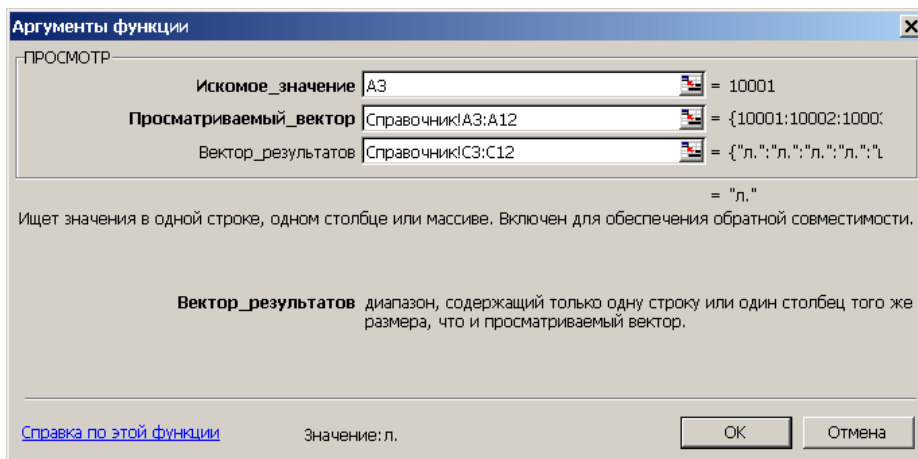 Аргументы функции
ПРОСМОТР
Искомое_значение A3 = 10001
Просматриваемый_вектор Справочник!A3:A12 = {10001:10002:1000
Вектор_результатов Справочник!C3:C12 = {"л.":"л.":"л.":"л.":"
= "л."
Ищет значения в одной строке, одном столбце или массиве. Включен для обеспечения обратной совместимости.
Вектор_результатов диапазон, содержащий только одну строку или один столбец того же
размера, что и просматриваемый вектор.
Справка по этой функции Значение:л. OK Отмена